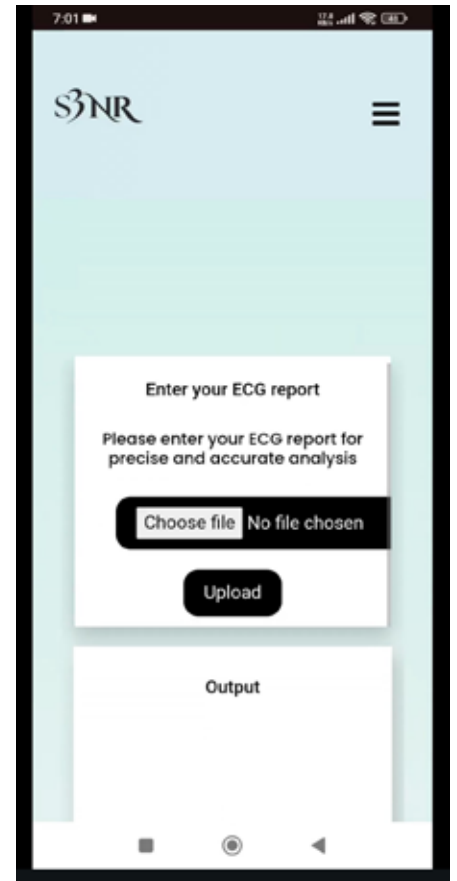 7:01
S3NR
Enter your ECG report
Please enter your ECG report for
precise and accurate analysis
Choose file No file chosen
Upload
Output